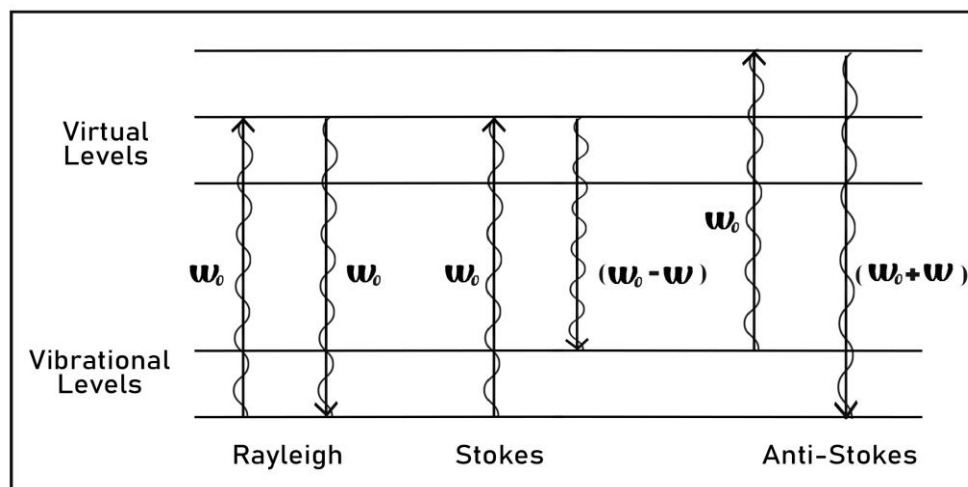 Virtual
Levels
w₀
w₀
w₀
w₀
(w₀ - w)
(w₀ + w)
Vibrational
Levels
Rayleigh
Stokes
Anti-Stokes